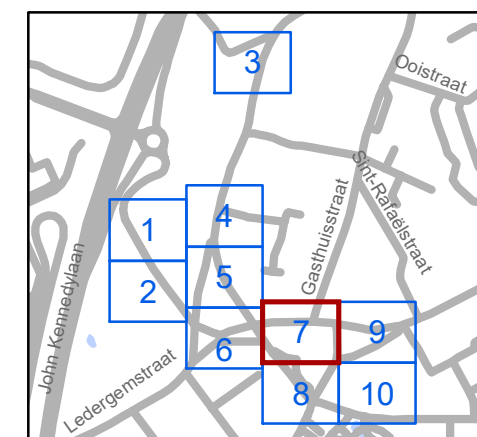 3
Ooistraat
Sint-Rafaëlstraat
Gasthuisstraat
1
4
John Kennedylaan
2
5
7
9
6
Ledergemstraat
8
10